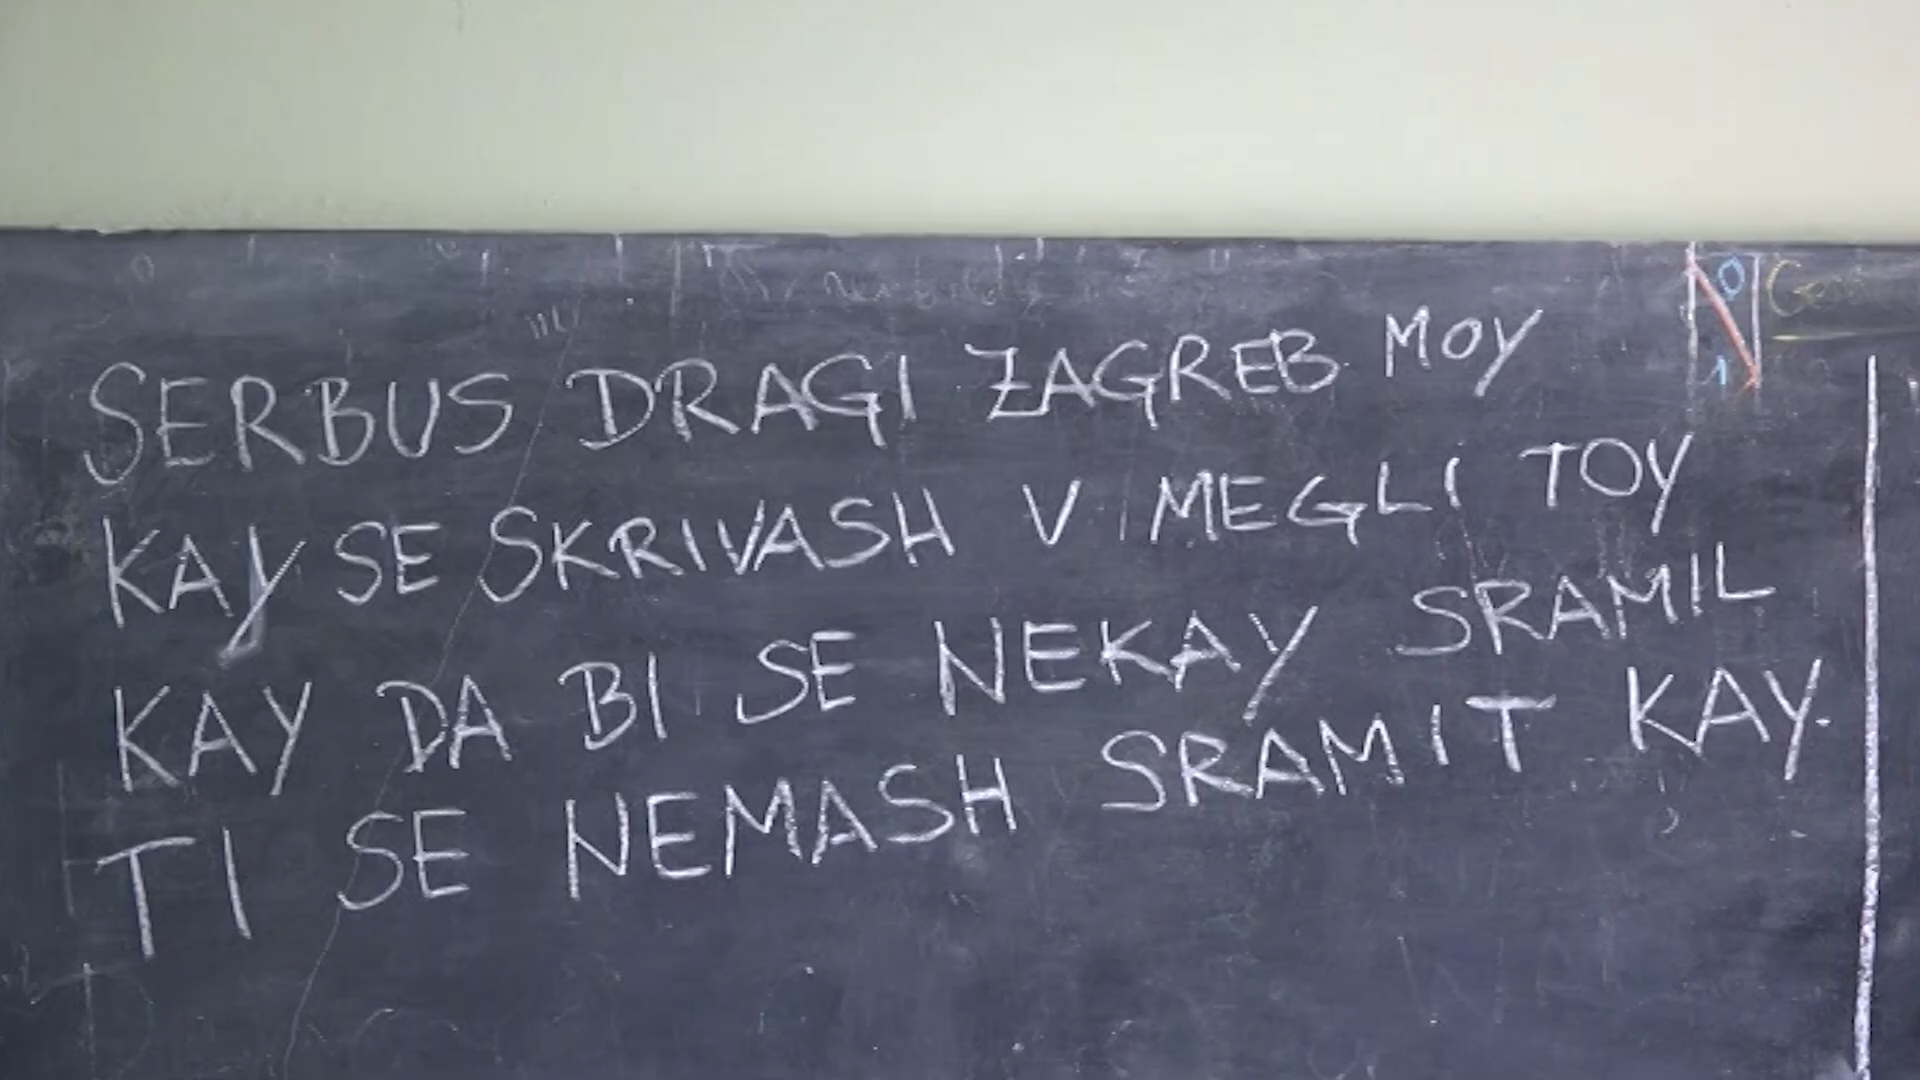 SERBUS DRAGI ZAGREB MOY
KAY SE SKRIVASH V MEGLI TOY
KAY DA BI SE NEKAY SRAMIL
TI SE NEMASH SRAMIT KAY.
N